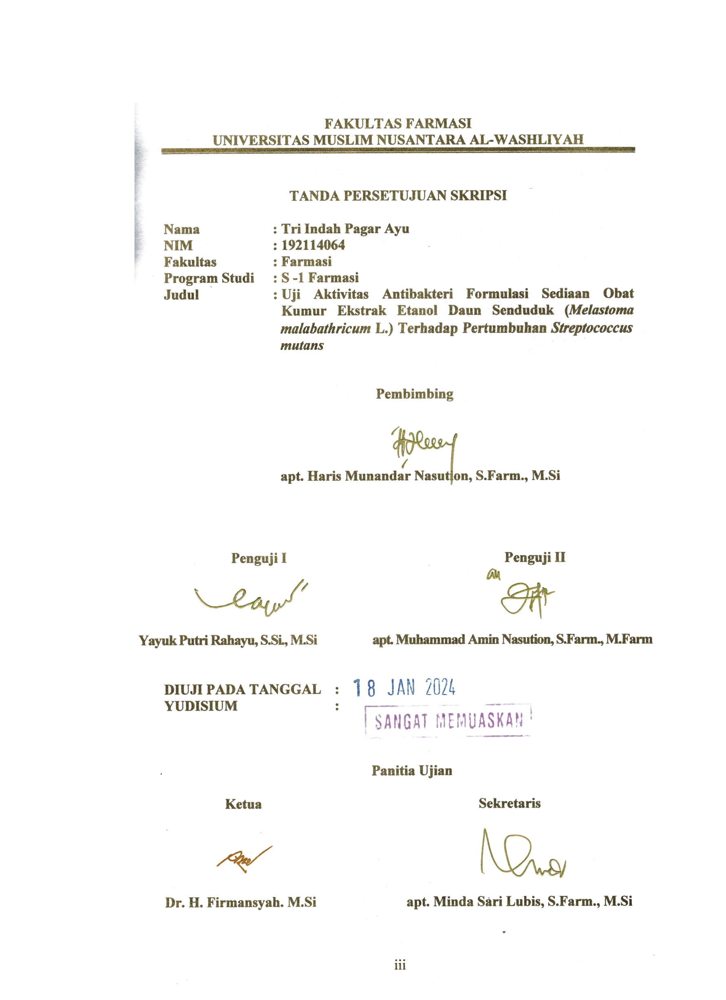 FAKULTAS FARMASI
UNIVERSITAS MUSLIM NUSANTARA AL-WASHLIYAH
TANDA PERSETUJUAN SKRIPSI
Nama : Tri Indah Pagar Ayu
NIM : 192114064
Fakultas : Farmasi
Program Studi : S -1 Farmasi
Judul : Uji Aktivitas Antibakteri Formulasi Sediaan Obat
Kumur Ekstrak Etanol Daun Senduduk (Melastoma
malabathricum L.) Terhadap Pertumbuhan Streptococcus
mutans
Pembimbing
apt. Haris Munandar Nasution, S.Farm., M.Si
Penguji I Penguji II
an
Yayuk Putri Rahayu, S.Si., M.Si apt. Muhammad Amin Nasution, S.Farm., M.Farm
DIUJI PADA TANGGAL : 18 JAN 2024
YUDISIUM :
SANGAT MEMUASKAN
Panitia Ujian
Ketua Sekretaris
Dr. H. Firmansyah. M.Si apt. Minda Sari Lubis, S.Farm., M.Si
iii